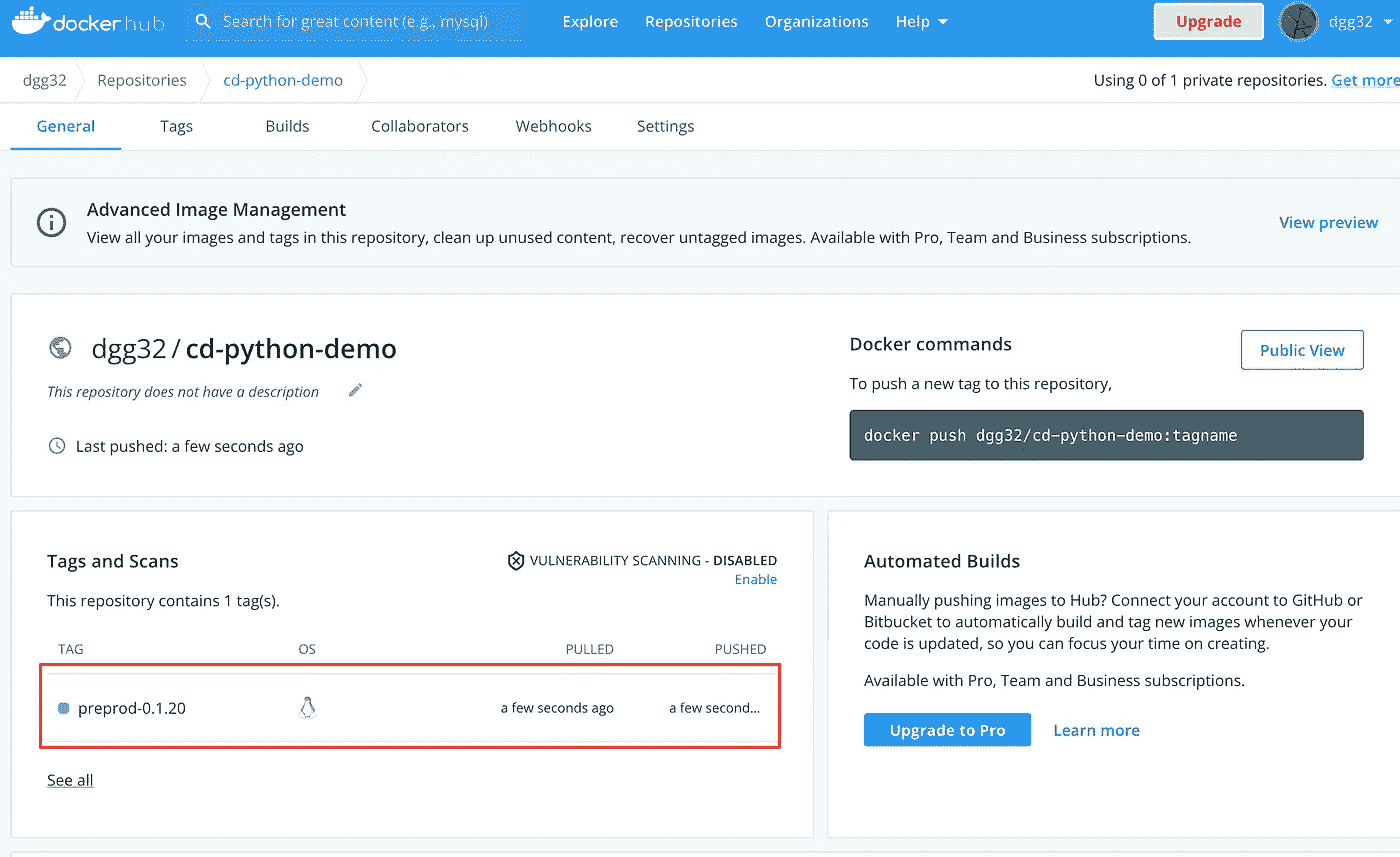 docker hub
Search for great content (e.g., mysql)
Explore
Repositories
Organizations
Help
Upgrade
dgg32
dgg32
Repositories
cd-python-demo
Using 0 of 1 private repositories. Get more
General
Tags
Builds
Collaborators
Webhooks
Settings
Advanced Image Management
View all your images and tags in this repository, clean up unused content, recover untagged images. Available with Pro, Team and Business subscriptions.
View preview
dgg32 / cd-python-demo
This repository does not have a description
Last pushed: a few seconds ago
Docker commands
Public View
To push a new tag to this repository,
docker push dgg32/cd-python-demo:tagname
Tags and Scans
VULNERABILITY SCANNING - DISABLED
Enable
This repository contains 1 tag(s).
TAG
OS
PULLED
PUSHED
preprod-0.1.20
a few seconds ago
a few second...
See all
Automated Builds
Manually pushing images to Hub? Connect your account to GitHub or
Bitbucket to automatically build and tag new images whenever your
code is updated, so you can focus your time on creating.
Available with Pro, Team and Business subscriptions.
Upgrade to Pro
Learn more